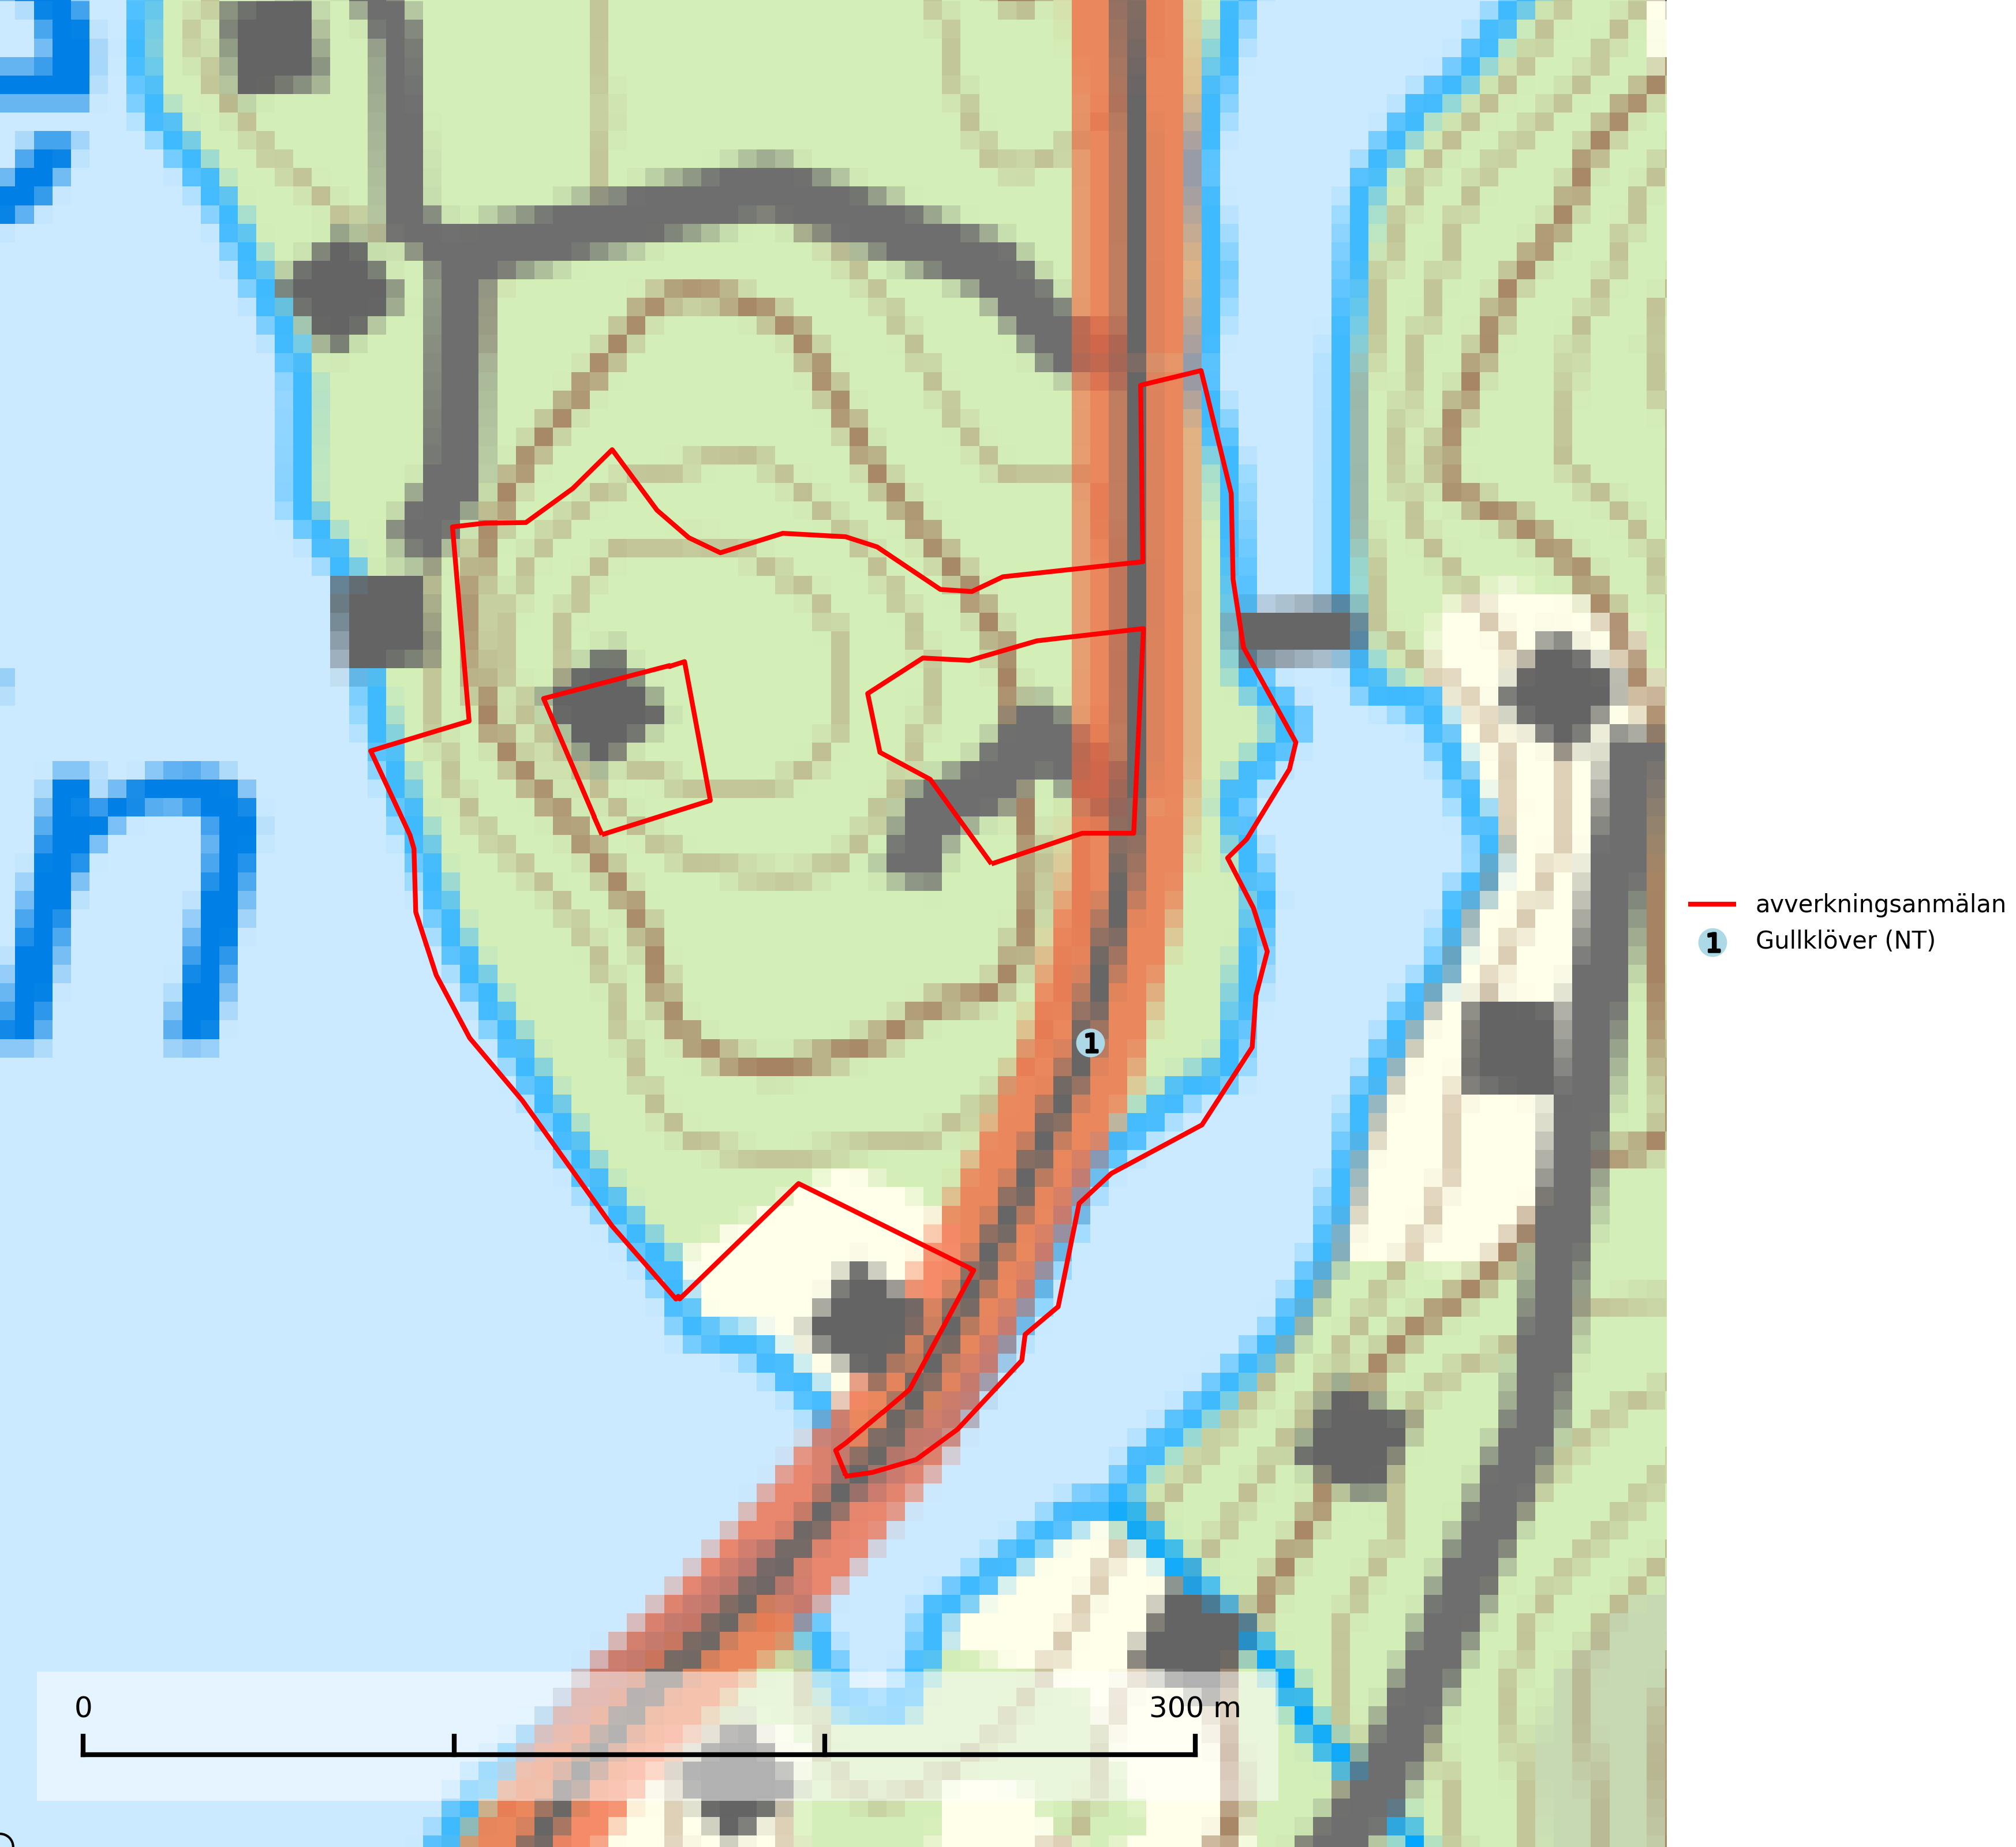 n
1
avverkningsanmälan
1 Gullklöver (NT)
0 300 m